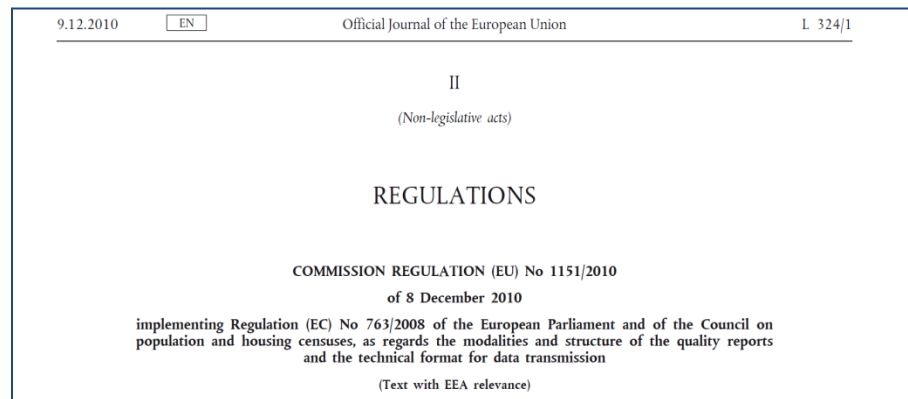 9.12.2010 EN Official Journal of the European Union L 324/1
II
(Non-legislative acts)
REGULATIONS
COMMISSION REGULATION (EU) No 1151/2010
of 8 December 2010
implementing Regulation (EC) No 763/2008 of the European Parliament and of the Council on
population and housing censuses, as regards the modalities and structure of the quality reports
and the technical format for data transmission
(Text with EEA relevance)